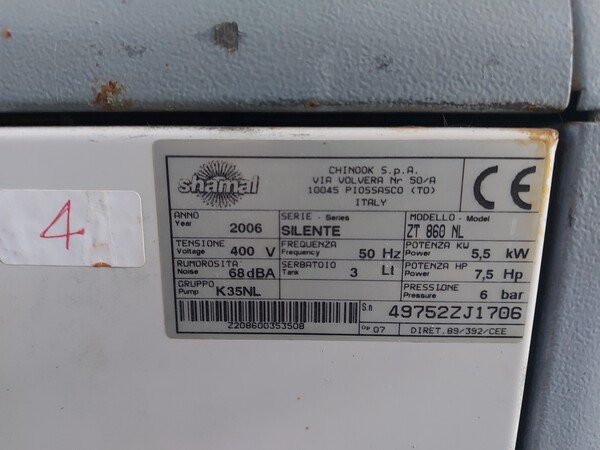 4
shamal
CHINOOK S.p.A.
VIA VOLVERA Nr 50/A
10045 PIOSSASCO (TO)
ITALY
CE
ANNO
Year
2006
SERIE - Series
SILENTE
MODELLO - Model
ZT 860 NL
TENSIONE
Voltage
400 V
FREQUENZA
Frequency
50 Hz
POTENZA KW
Power
5,5 kW
RUMOROSITA'
Noise
68 dBA
SERBATOIO
Tank
3 Lt
POTENZA HP
Power
7,5 Hp
GRUPPO
Pump
K35NL
PRESSIONE
Pressure
6 bar
Z208600353508
S.n.
49752ZJ1706
Op 07
DIRET. 89/392/CEE